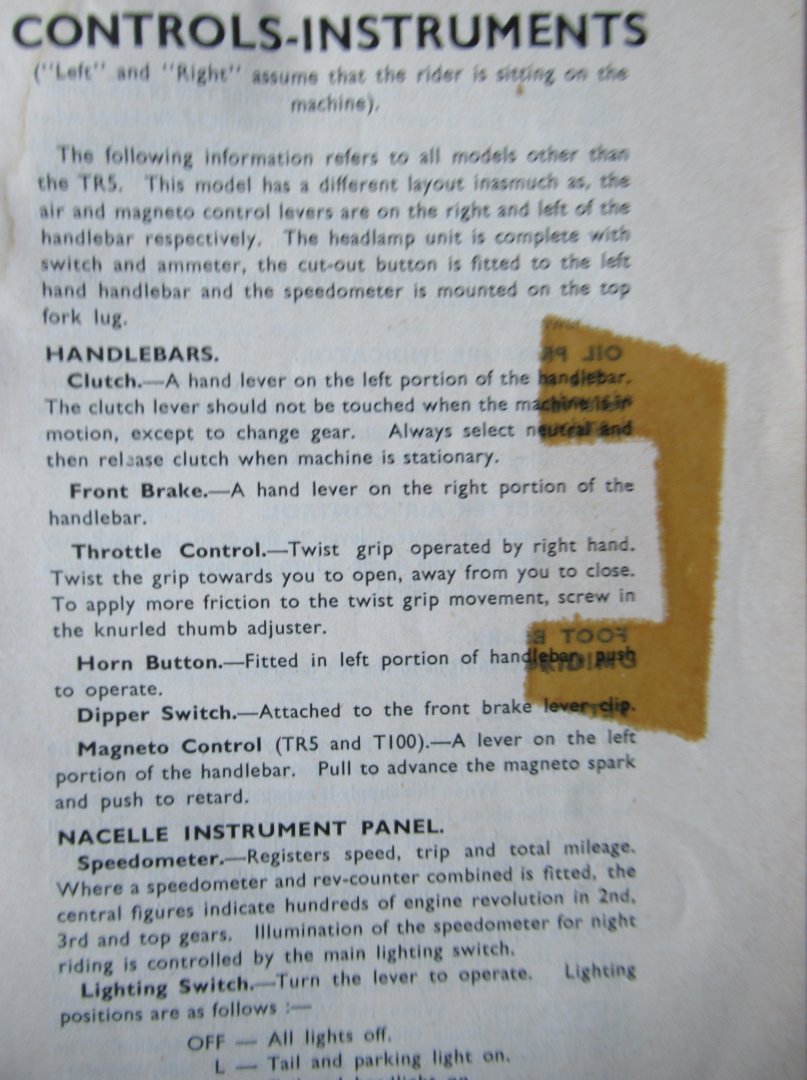 CONTROLS-INSTRUMENTS
("Left" and "Right" assume that the rider is sitting on the
machine).
The following information refers to all models other than
the TR5. This model has a different layout inasmuch as, the
air and magneto control levers are on the right and left of the
handlebar respectively. The headlamp unit is complete with
switch and ammeter, the cut-out button is fitted to the left
hand handlebar and the speedometer is mounted on the top
fork lug.
HANDLEBARS.
Clutch.—A hand lever on the left portion of the handlebar.
The clutch lever should not be touched when the machine is in
motion, except to change gear. Always select neutral and
then release clutch when machine is stationary.
Front Brake.—A hand lever on the right portion of the
handlebar.
Throttle Control.—Twist grip operated by right hand.
Twist the grip towards you to open, away from you to close.
To apply more friction to the twist grip movement, screw in
the knurled thumb adjuster.
Horn Button.—Fitted in left portion of handlebar, push
to operate.
Dipper Switch.—Attached to the front brake lever clip.
Magneto Control (TR5 and T100).—A lever on the left
portion of the handlebar. Pull to advance the magneto spark
and push to retard.
NACELLE INSTRUMENT PANEL.
Speedometer.—Registers speed, trip and total mileage.
Where a speedometer and rev-counter combined is fitted, the
central figures indicate hundreds of engine revolution in 2nd,
3rd and top gears. Illumination of the speedometer for night
riding is controlled by the main lighting switch.
Lighting Switch.—Turn the lever to operate. Lighting
positions are as follows :—
OFF — All lights off.
L — Tail and parking light on.